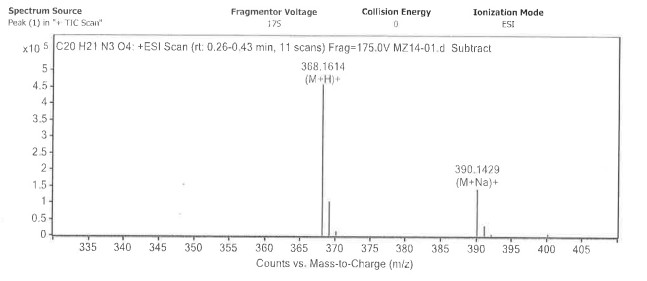 Spectrum Source Fragmentor Voltage Collision Energy Ionization Mode
Peak (1) in "+ TIC Scan" 175 0 ESI
x10 5 C20 H21 N3 O4: +ESI Scan (rt: 0.26-0.43 min, 11 scans) Frag=175.0V MZ14-01.d Subtract
5
368.1614
4.5
(M+H)+
4
3.5
3
2.5
2
390.1429
(M+Na)+
1.5
1
0.5
0
335 340 345 350 355 360 365 370 375 380 385 390 395 400 405
Counts vs. Mass-to-Charge (m/z)